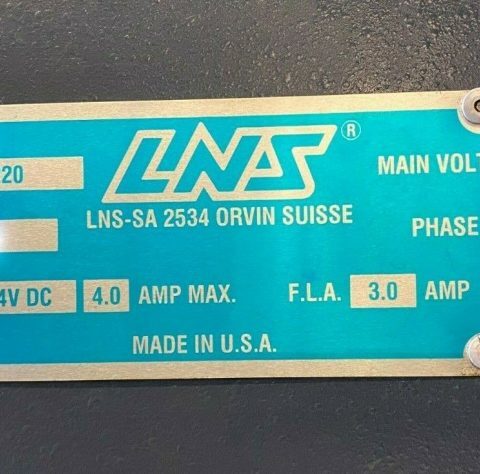 LNS®
20 MAIN VOLT
LNS-SA 2534 ORVIN SUISSE
PHASE
4V DC 4.0 AMP MAX. F.L.A. 3.0 AMP
MADE IN U.S.A.